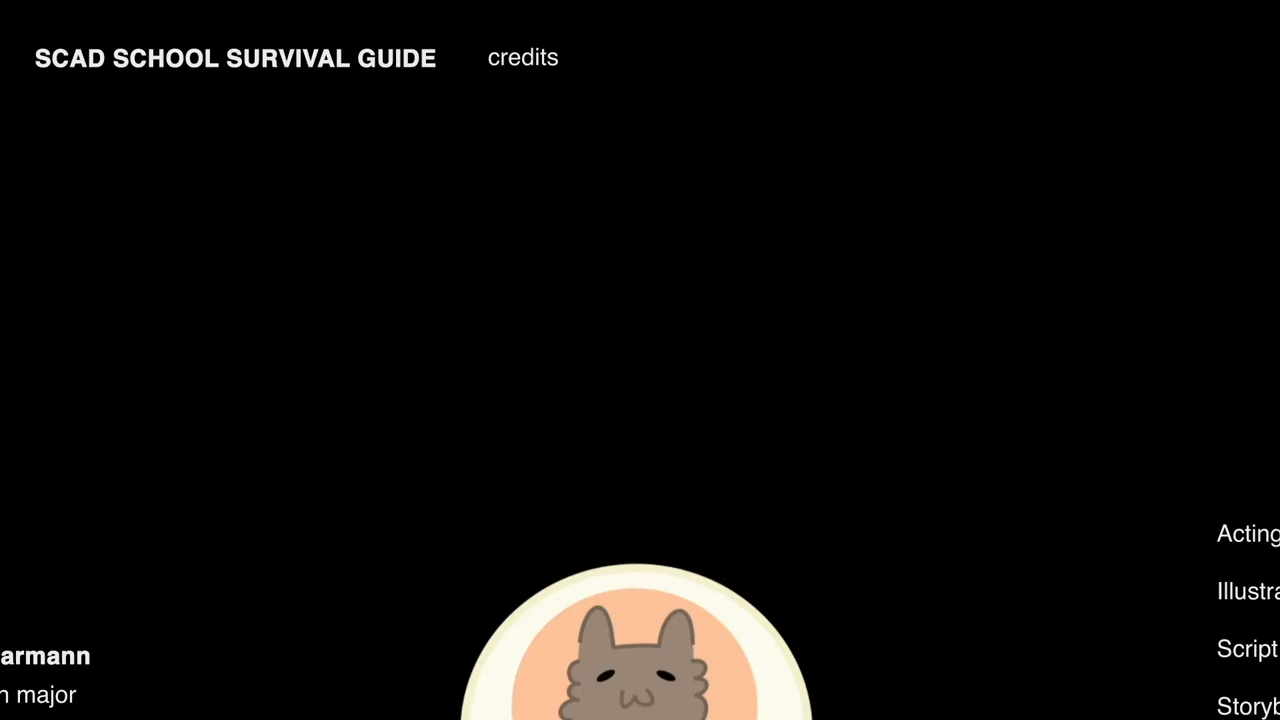 SCAD SCHOOL SURVIVAL GUIDE credits
Acting
Illustra
Script
armann
n major
Storyb